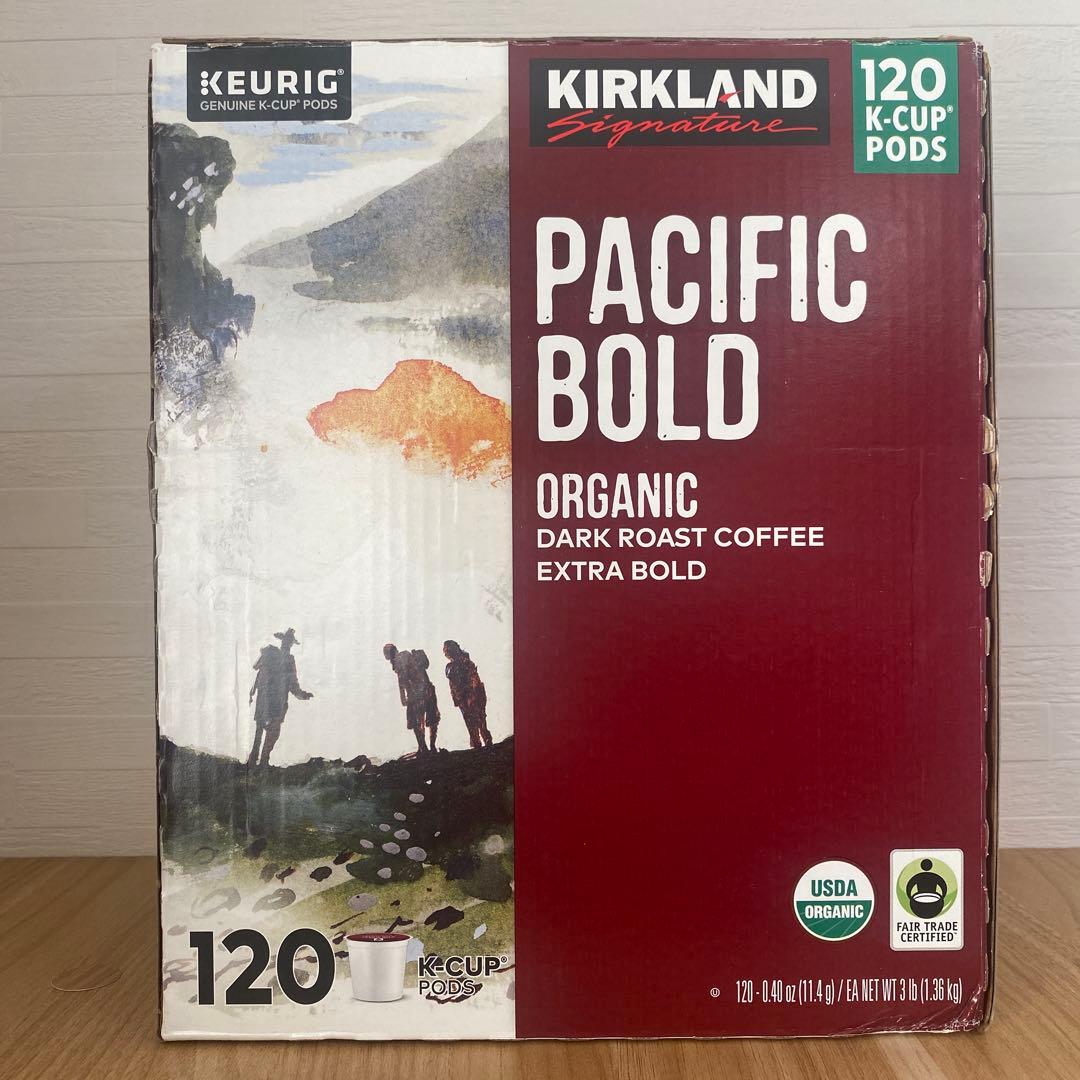 KEURIG®
GENUINE K-CUP® PODS
KIRKLAND
Signature
120
K-CUP®
PODS
PACIFIC
BOLD
ORGANIC
DARK ROAST COFFEE
EXTRA BOLD
USDA
ORGANIC
FAIR TRADE
CERTIFIED™
120
K-CUP®
PODS
Ⓤ 120 - 0.40 oz (11.4 g) / EA NET WT 3 lb (1.36 kg)